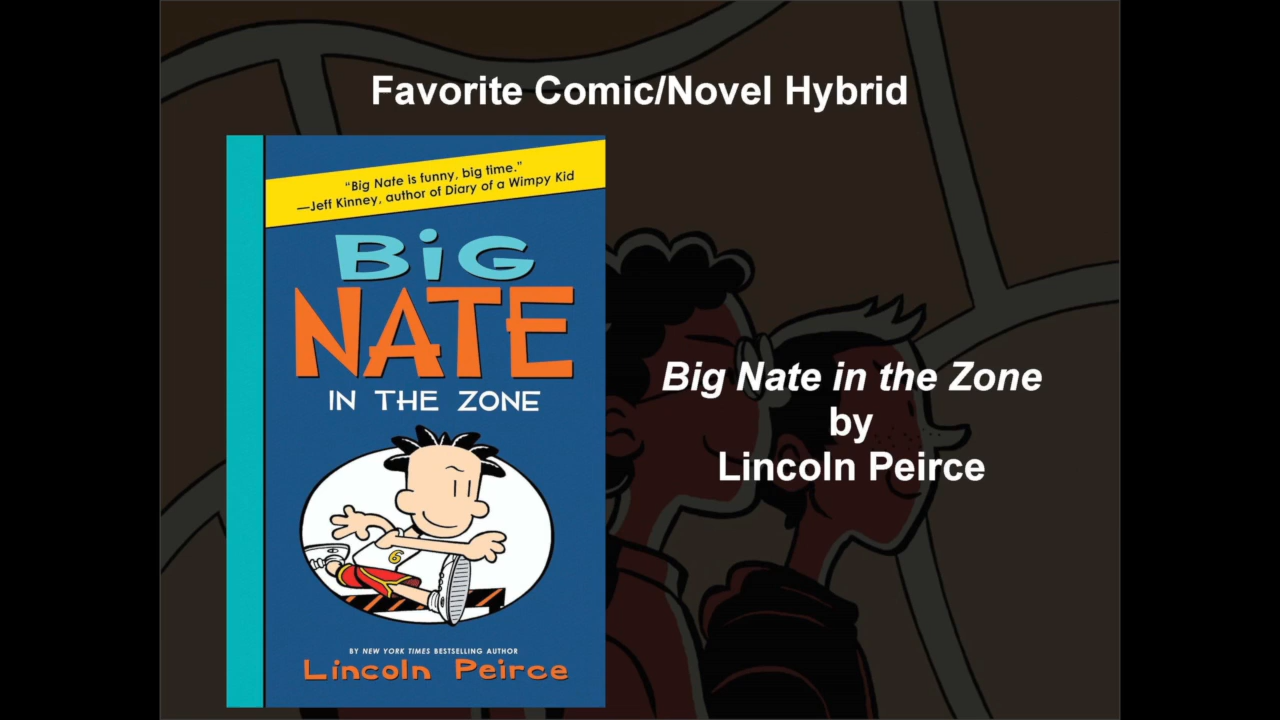 Favorite Comic/Novel Hybrid
“Big Nate is funny, big time.”
—Jeff Kinney, author of Diary of a Wimpy Kid
BiG
NATE
IN THE ZONE
6
BY NEW YORK TIMES BESTSELLING AUTHOR
Lincoln Peirce
Big Nate in the Zone
by
Lincoln Peirce